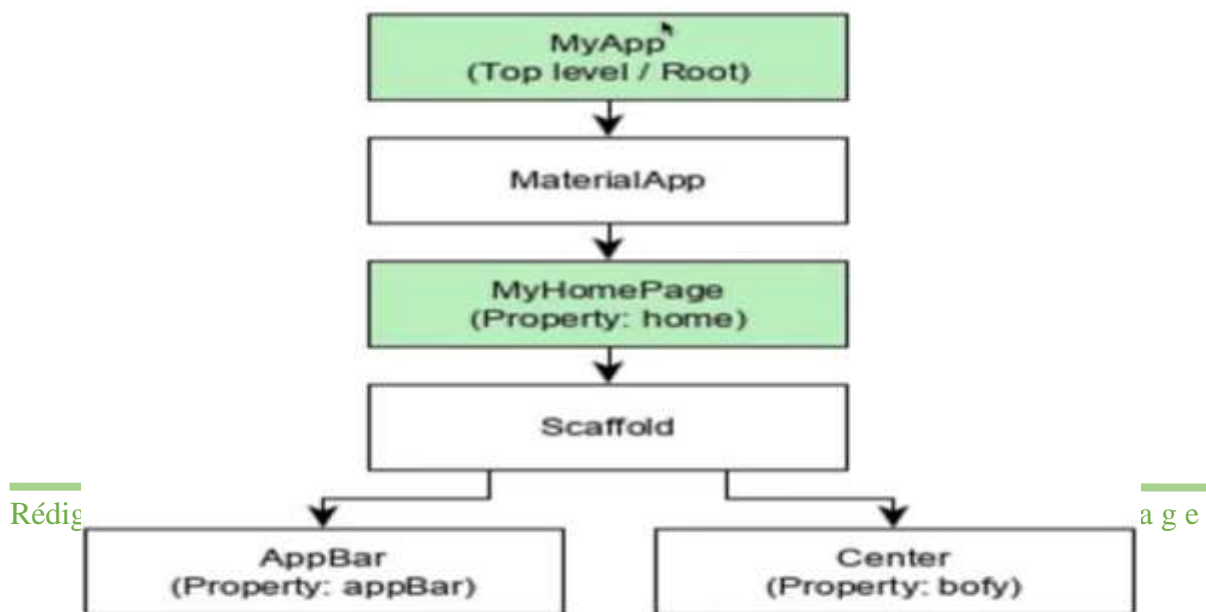 MyApp
(Top level / Root)
MaterialApp
MyHomePage
(Property: home)
Scaffold
Rédig
a g e
AppBar
(Property: appBar)
Center
(Property: bofy)